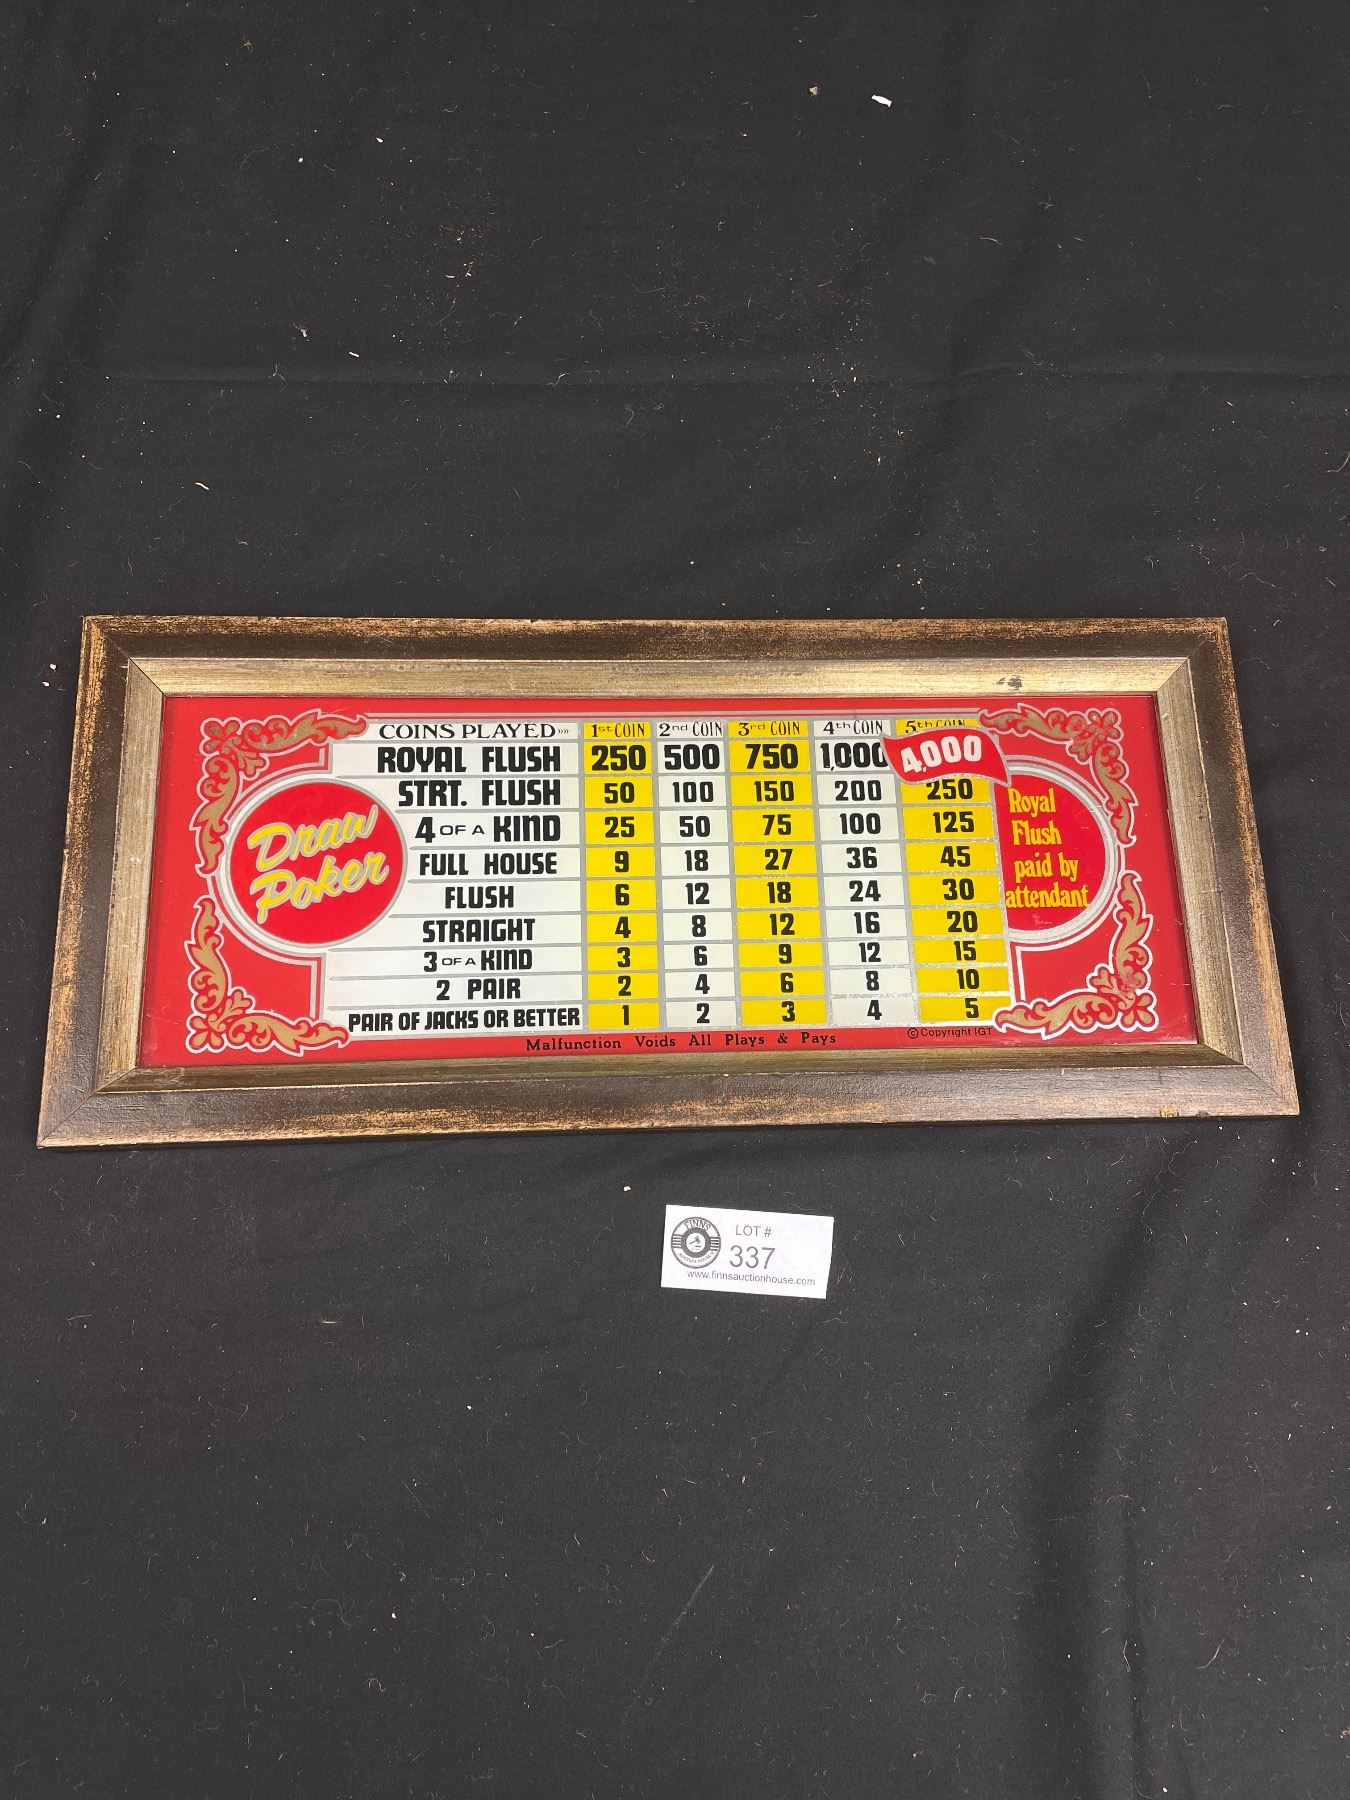 COINS PLAYED »» 1st COIN 2nd COIN 3rd COIN 4th COIN 5th COIN
ROYAL FLUSH 250 500 750 1,000 4,000
STRT. FLUSH 50 100 150 200 250
4 OF A KIND 25 50 75 100 125
FULL HOUSE 9 18 27 36 45
FLUSH 6 12 18 24 30
STRAIGHT 4 8 12 16 20
3 OF A KIND 3 6 9 12 15
2 PAIR 2 4 6 8 10
PAIR OF JACKS OR BETTER 1 2 3 4 5
Draw
Poker
Royal
Flush
paid by
attendant
Malfunction Voids All Plays & Pays
© Copyright IGT
FINNS
LOT #
337
www.finnsauctionhouse.com